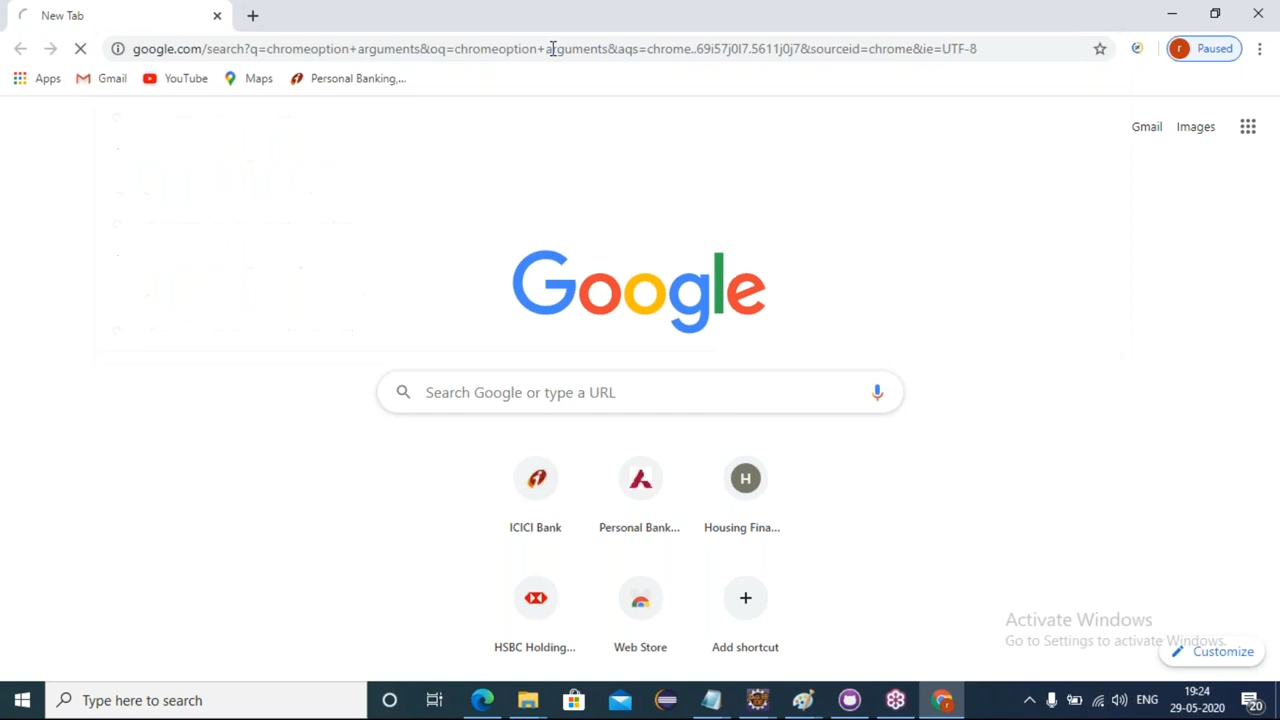 New Tab
google.com/search?q=chromeoption+arguments&oq=chromeoption+arguments&aqs=chrome..69i57j0l7.5611j0j7&sourceid=chrome&ie=UTF-8
r Paused
Apps Gmail YouTube Maps Personal Banking,...
Gmail Images
Google
Search Google or type a URL
H
ICICI Bank Personal Bank... Housing Fina...
HSBC Holding... Web Store Add shortcut
Activate Windows
Go to Settings to activate Windows.
Customize
Type here to search
r
ENG
19:24
29-05-2020
20